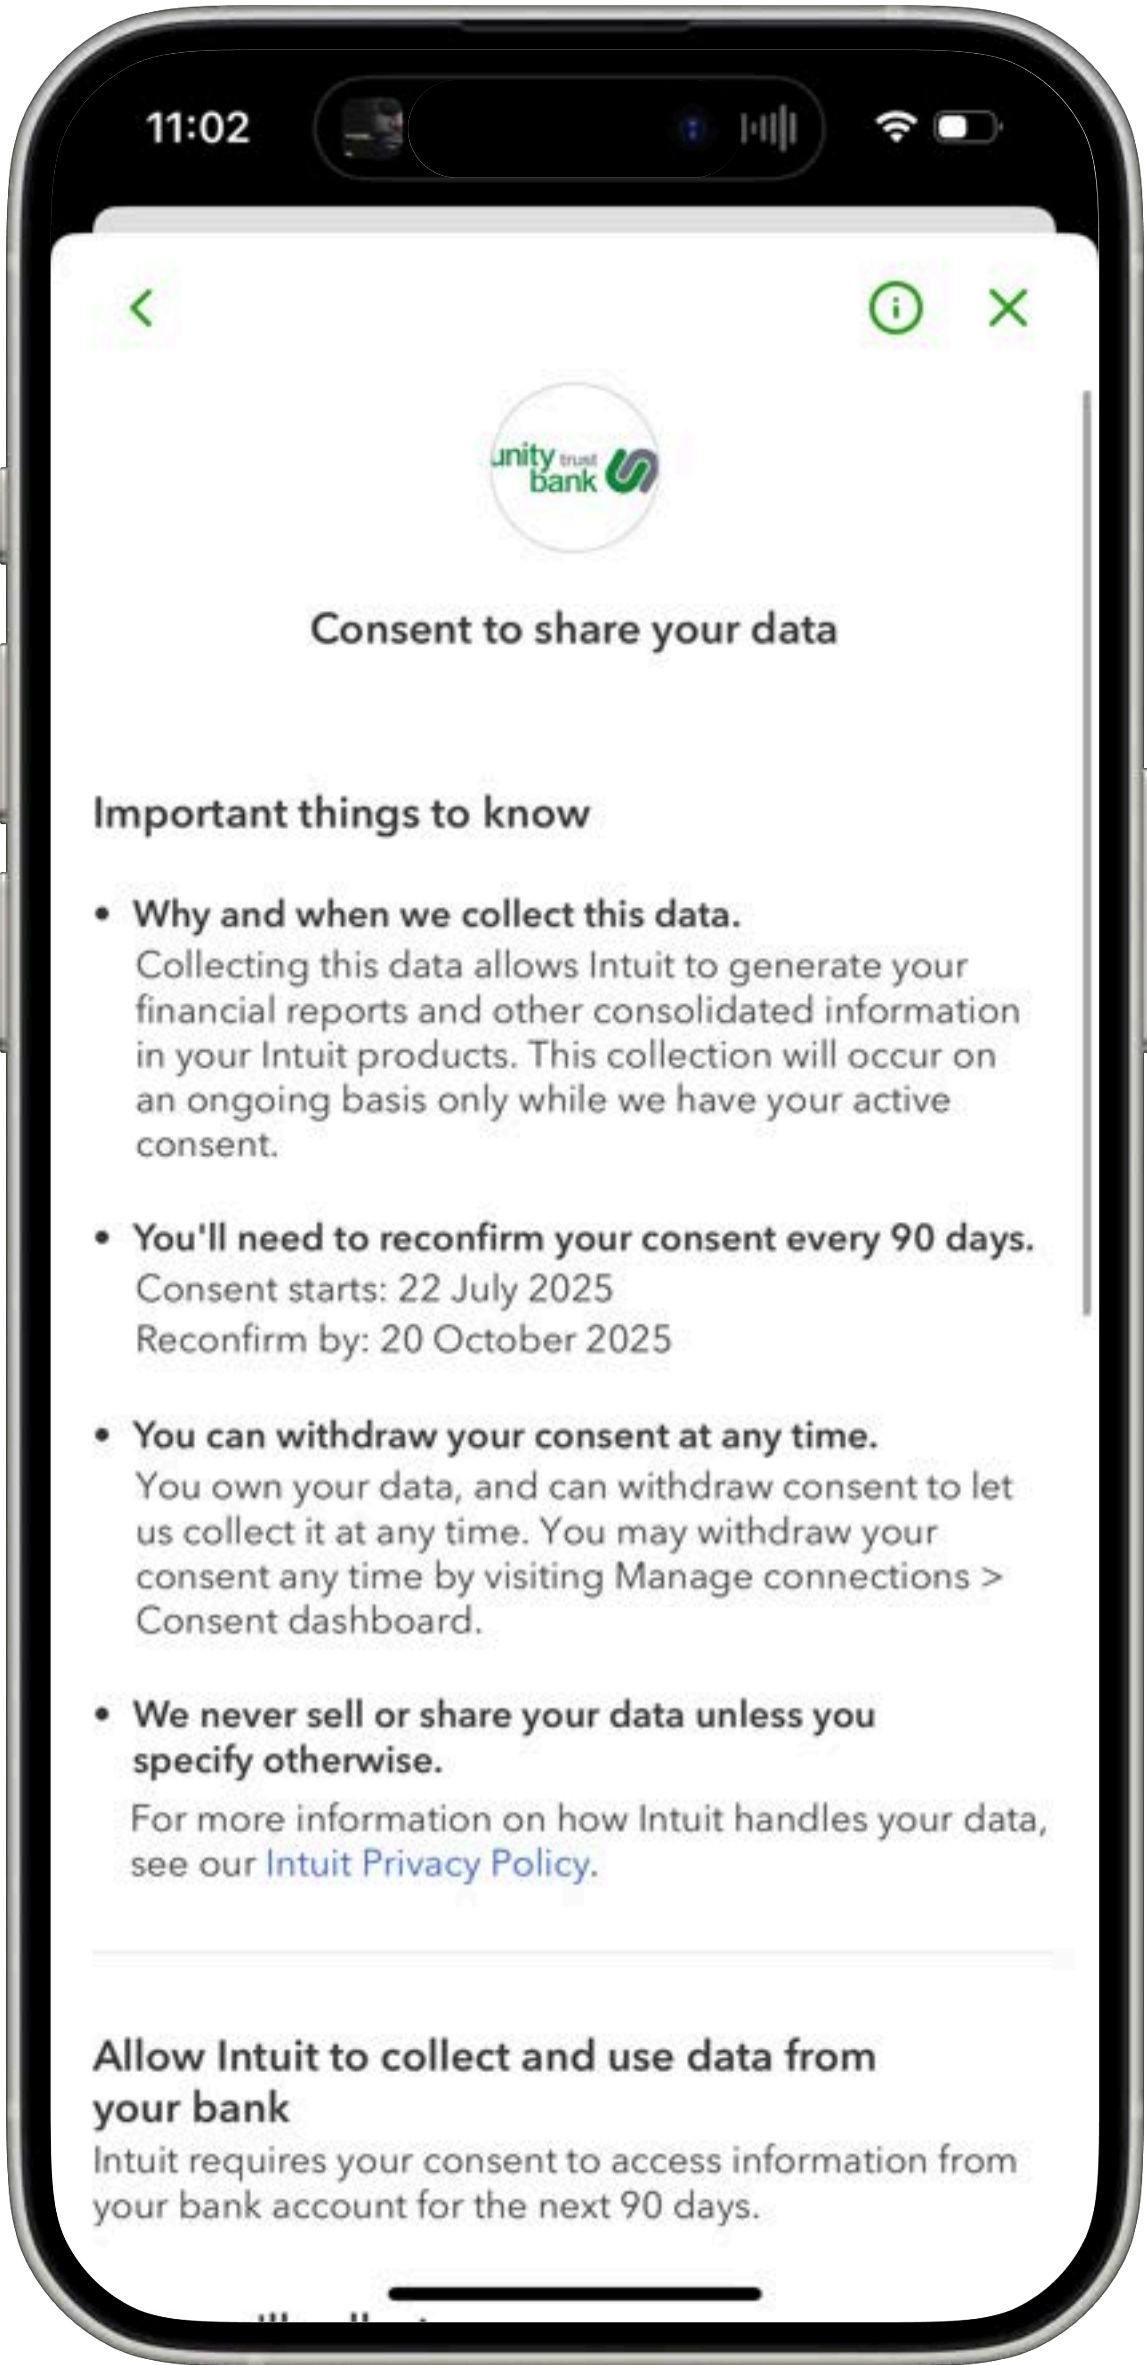 11:02
unity trust
bank
Consent to share your data
Important things to know
• Why and when we collect this data.
Collecting this data allows Intuit to generate your
financial reports and other consolidated information
in your Intuit products. This collection will occur on
an ongoing basis only while we have your active
consent.
• You'll need to reconfirm your consent every 90 days.
Consent starts: 22 July 2025
Reconfirm by: 20 October 2025
• You can withdraw your consent at any time.
You own your data, and can withdraw consent to let
us collect it at any time. You may withdraw your
consent any time by visiting Manage connections >
Consent dashboard.
• We never sell or share your data unless you
specify otherwise.
For more information on how Intuit handles your data,
see our Intuit Privacy Policy.
Allow Intuit to collect and use data from
your bank
Intuit requires your consent to access information from
your bank account for the next 90 days.